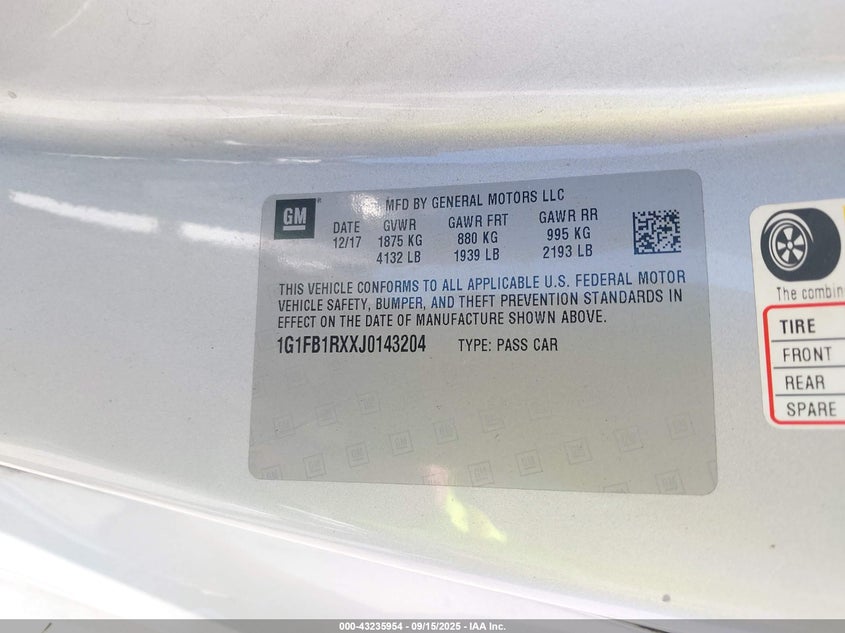 GM
MFD BY GENERAL MOTORS LLC
DATE GVWR GAWR FRT GAWR RR
12/17 1875 KG 880 KG 995 KG
4132 LB 1939 LB 2193 LB
THIS VEHICLE CONFORMS TO ALL APPLICABLE U.S. FEDERAL MOTOR
VEHICLE SAFETY, BUMPER, AND THEFT PREVENTION STANDARDS IN
EFFECT ON THE DATE OF MANUFACTURE SHOWN ABOVE.
1G1FB1RXXJ0143204 TYPE: PASS CAR
The combin
TIRE
FRONT
REAR
SPARE
000-43235954 - 09/15/2025 - IAA Inc.